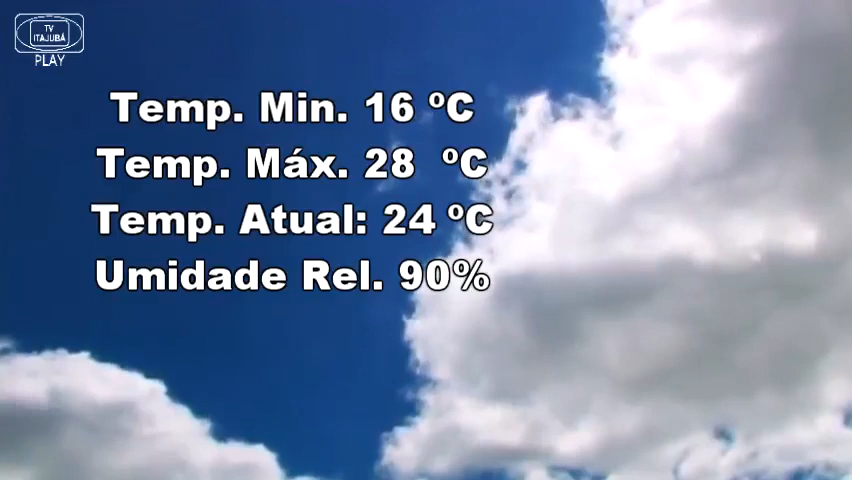 TV
ITAJUBÁ
PLAY
Temp. Min. 16 ºC
Temp. Máx. 28 ºC
Temp. Atual: 24 ºC
Umidade Rel. 90%